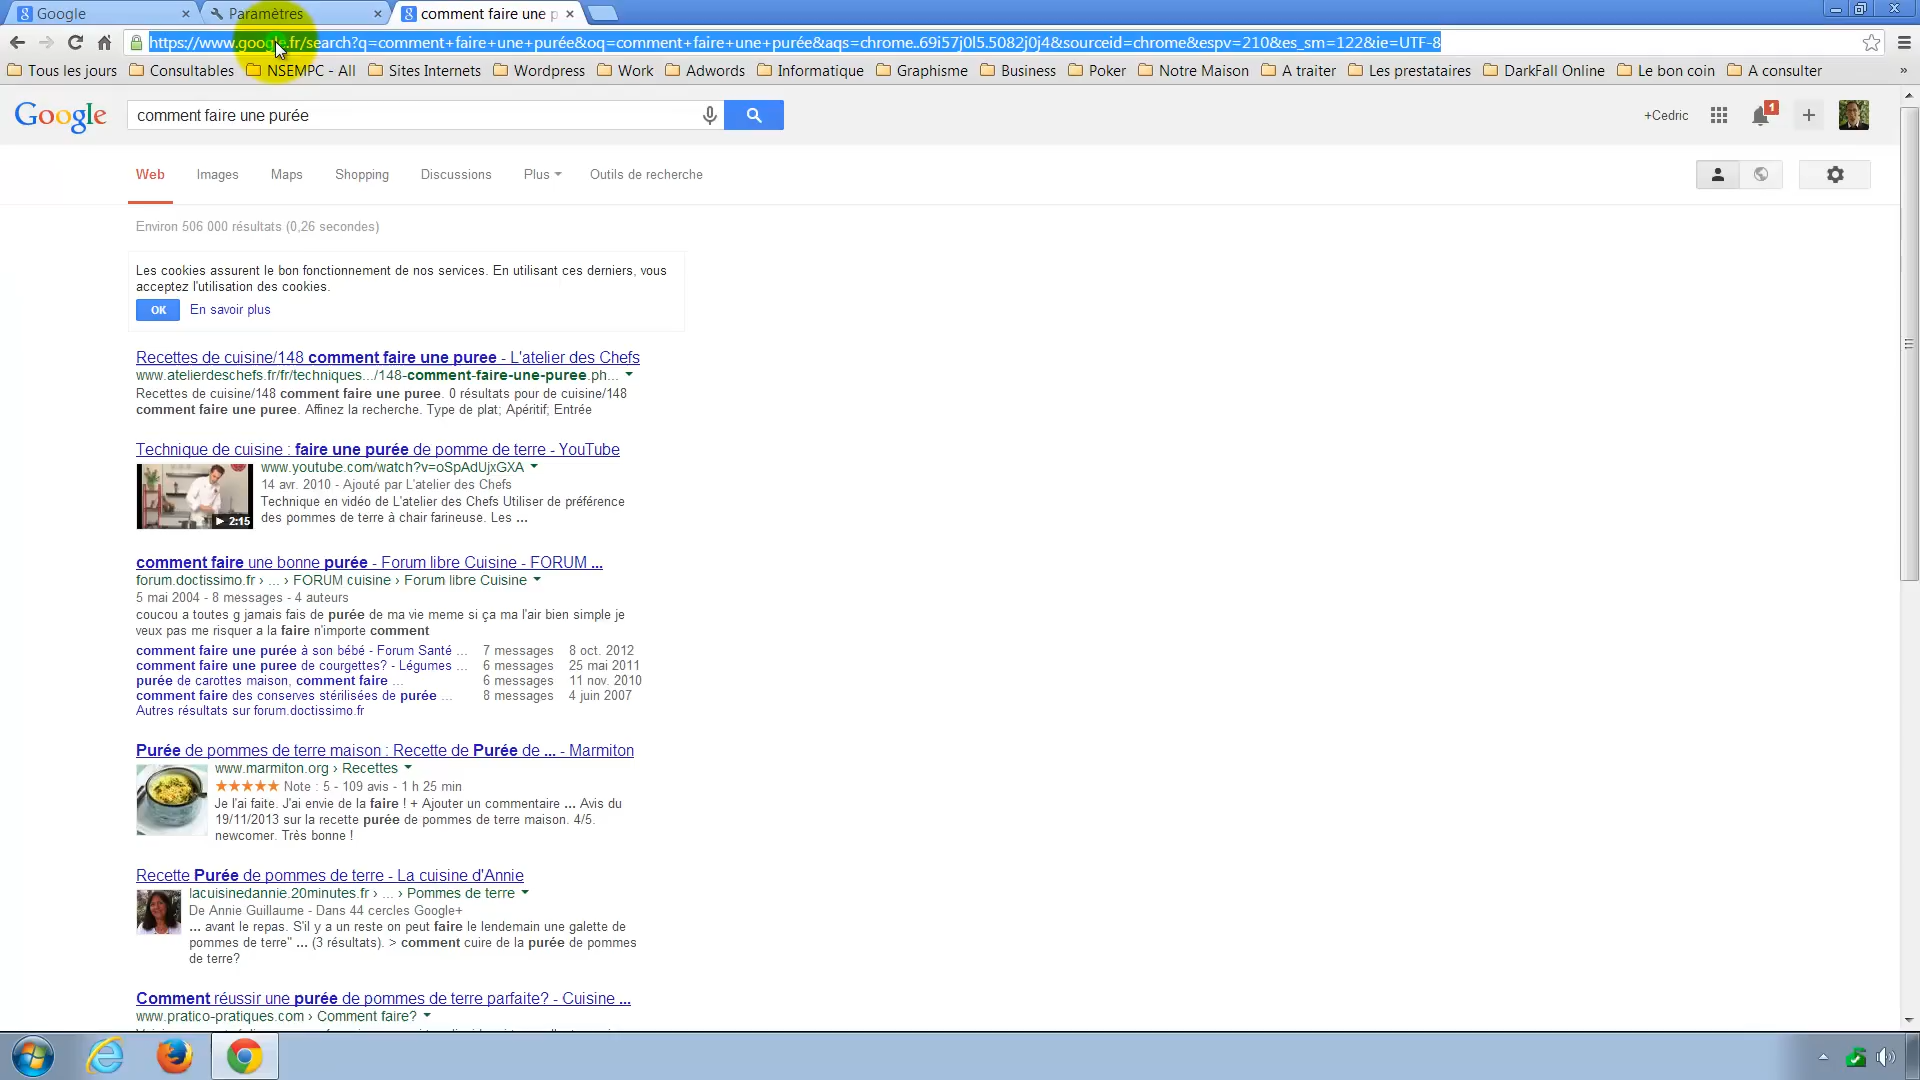 Google
Paramètres
comment faire une p
https://www.google.fr/search?q=comment+faire+une+purée&oq=comment+faire+une+purée&aqs=chrome..69i57j0l5.5082j0j4&sourceid=chrome&espv=210&es_sm=122&ie=UTF-8
Tous les jours Consultables NSEMPC - All Sites Internets Wordpress Work Adwords Informatique Graphisme Business Poker Notre Maison A traiter Les prestataires DarkFall Online Le bon coin A consulter »
Google comment faire une purée +Cedric 1
Web Images Maps Shopping Discussions Plus Outils de recherche
Environ 506 000 résultats (0,26 secondes)
Les cookies assurent le bon fonctionnement de nos services. En utilisant ces derniers, vous
acceptez l'utilisation des cookies.
OK En savoir plus
Recettes de cuisine/148 comment faire une puree - L'atelier des Chefs
www.atelierdeschefs.fr/fr/techniques.../148-comment-faire-une-puree.ph...
Recettes de cuisine/148 comment faire une puree. 0 résultats pour de cuisine/148
comment faire une puree. Affinez la recherche. Type de plat; Apéritif; Entrée
Technique de cuisine : faire une purée de pomme de terre - YouTube
www.youtube.com/watch?v=oSpAdUjxGXA
14 avr. 2010 - Ajouté par L'atelier des Chefs
Technique en vidéo de L'atelier des Chefs Utiliser de préférence
des pommes de terre à chair farineuse. Les ...
2:15
comment faire une bonne purée - Forum libre Cuisine - FORUM ...
forum.doctissimo.fr › ... › FORUM cuisine › Forum libre Cuisine
5 mai 2004 - 8 messages - 4 auteurs
coucou a toutes g jamais fais de purée de ma vie meme si ça ma l'air bien simple je
veux pas me risquer a la faire n'importe comment
comment faire une purée à son bébé - Forum Santé ... 7 messages 8 oct. 2012
comment faire une puree de courgettes? - Légumes ... 6 messages 25 mai 2011
purée de carottes maison, comment faire ... 6 messages 11 nov. 2010
comment faire des conserves stérilisées de purée ... 8 messages 4 juin 2007
Autres résultats sur forum.doctissimo.fr
Purée de pommes de terre maison : Recette de Purée de ... - Marmiton
www.marmiton.org › Recettes
★★★★★ Note : 5 - 109 avis - 1 h 25 min
Je l'ai faite. J'ai envie de la faire ! + Ajouter un commentaire ... Avis du
19/11/2013 sur la recette purée de pommes de terre maison. 4/5.
newcomer. Très bonne !
Recette Purée de pommes de terre - La cuisine d'Annie
lacuisinedannie.20minutes.fr › ... › Pommes de terre
De Annie Guillaume - Dans 44 cercles Google+
... avant le repas. S'il y a un reste on peut faire le lendemain une galette de
pommes de terre" ... (3 résultats). > comment cuire de la purée de pommes
de terre?
Comment réussir une purée de pommes de terre parfaite? - Cuisine ...
www.pratico-pratiques.com › Comment faire?